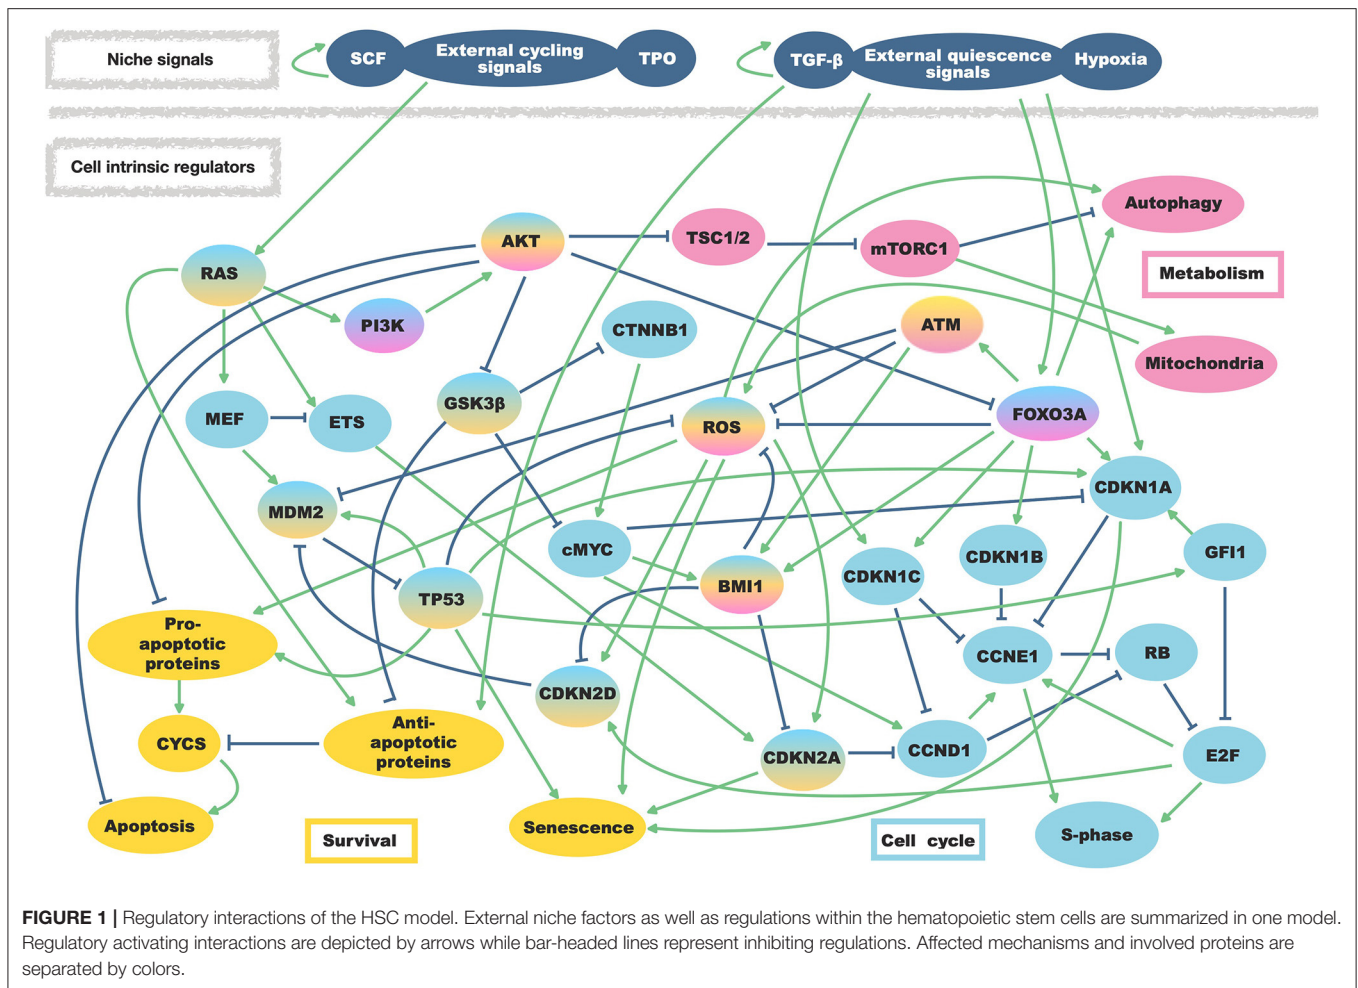 Niche signals
SCF
External cycling
signals
TPO
TGF-β
External quiescence
signals
Hypoxia
Cell intrinsic regulators
Autophagy
AKT
TSC1/2
mTORC1
RAS
Metabolism
PI3K
CTNNB1
ATM
Mitochondria
GSK3β
MEF
ETS
ROS
FOXO3A
CDKN1A
MDM2
cMYC
CDKN1B
GFI1
CDKN1C
BMI1
TP53
Pro-
apoptotic
proteins
CCNE1
RB
CDKN2D
Anti-
apoptotic
proteins
CYCS
CDKN2A
CCND1
E2F
Apoptosis
Survival
Senescence
Cell cycle
S-phase
FIGURE 1 | Regulatory interactions of the HSC model. External niche factors as well as regulations within the hematopoietic stem cells are summarized in one model.
Regulatory activating interactions are depicted by arrows while bar-headed lines represent inhibiting regulations. Affected mechanisms and involved proteins are
separated by colors.